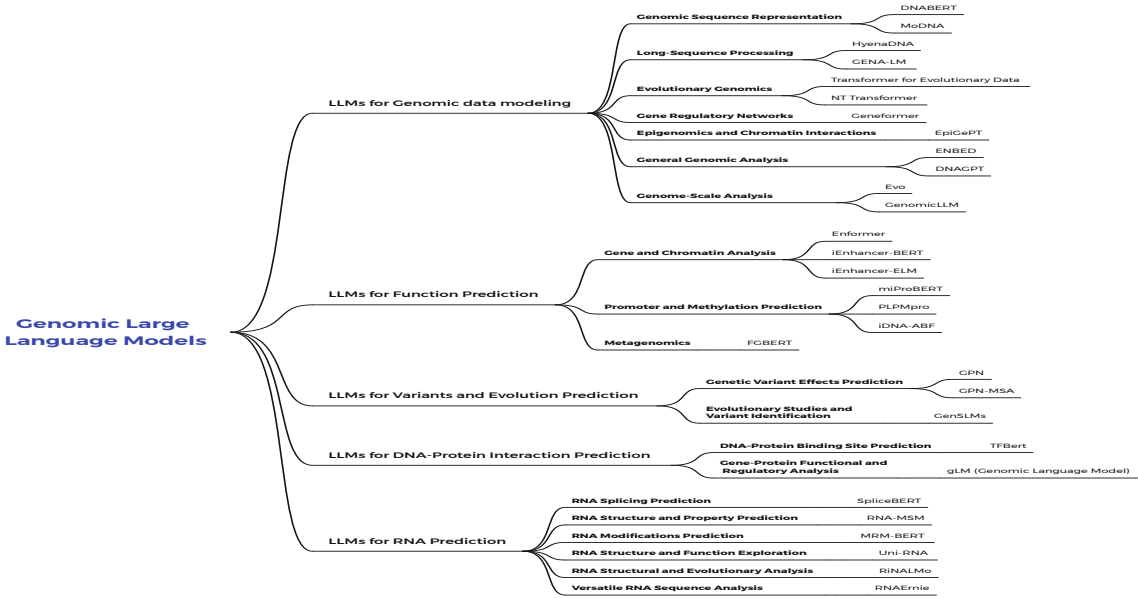 Genomic Large
Language Models
LLMs for Genomic data modeling
Genomic Sequence Representation
DNABERT
MoDNA
Long-Sequence Processing
HyenaDNA
GENA-LM
Evolutionary Genomics
Transformer for Evolutionary Data
NT Transformer
Gene Regulatory Networks
Geneformer
Epigenomics and Chromatin Interactions
EpiGePT
General Genomic Analysis
ENBED
DNAGPT
Genome-Scale Analysis
Evo
GenomicLLM
LLMs for Function Prediction
Gene and Chromatin Analysis
Enformer
iEnhancer-BERT
iEnhancer-ELM
Promoter and Methylation Prediction
miProBERT
PLPMpro
iDNA-ABF
Metagenomics
FGBERT
LLMs for Variants and Evolution Prediction
Genetic Variant Effects Prediction
GPN
GPN-MSA
Evolutionary Studies and
Variant Identification
GenSLMs
LLMs for DNA-Protein Interaction Prediction
DNA-Protein Binding Site Prediction
TFBert
Gene-Protein Functional and
Regulatory Analysis
gLM (Genomic Language Model)
LLMs for RNA Prediction
RNA Splicing Prediction
SpliceBERT
RNA Structure and Property Prediction
RNA-MSM
RNA Modifications Prediction
MRM-BERT
RNA Structure and Function Exploration
Uni-RNA
RNA Structural and Evolutionary Analysis
RiNALMo
Versatile RNA Sequence Analysis
RNAErnie